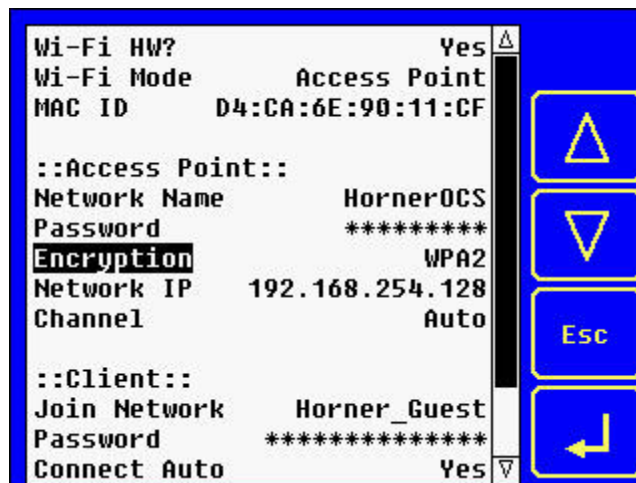 Wi-Fi HW? Yes
Wi-Fi Mode Access Point
MAC ID D4:CA:6E:90:11:CF
::Access Point::
Network Name HornerOCS
Password *********
Encryption WPA2
Network IP 192.168.254.128
Channel Auto
::Client::
Join Network Horner_Guest
Password **************
Connect Auto Yes
Esc